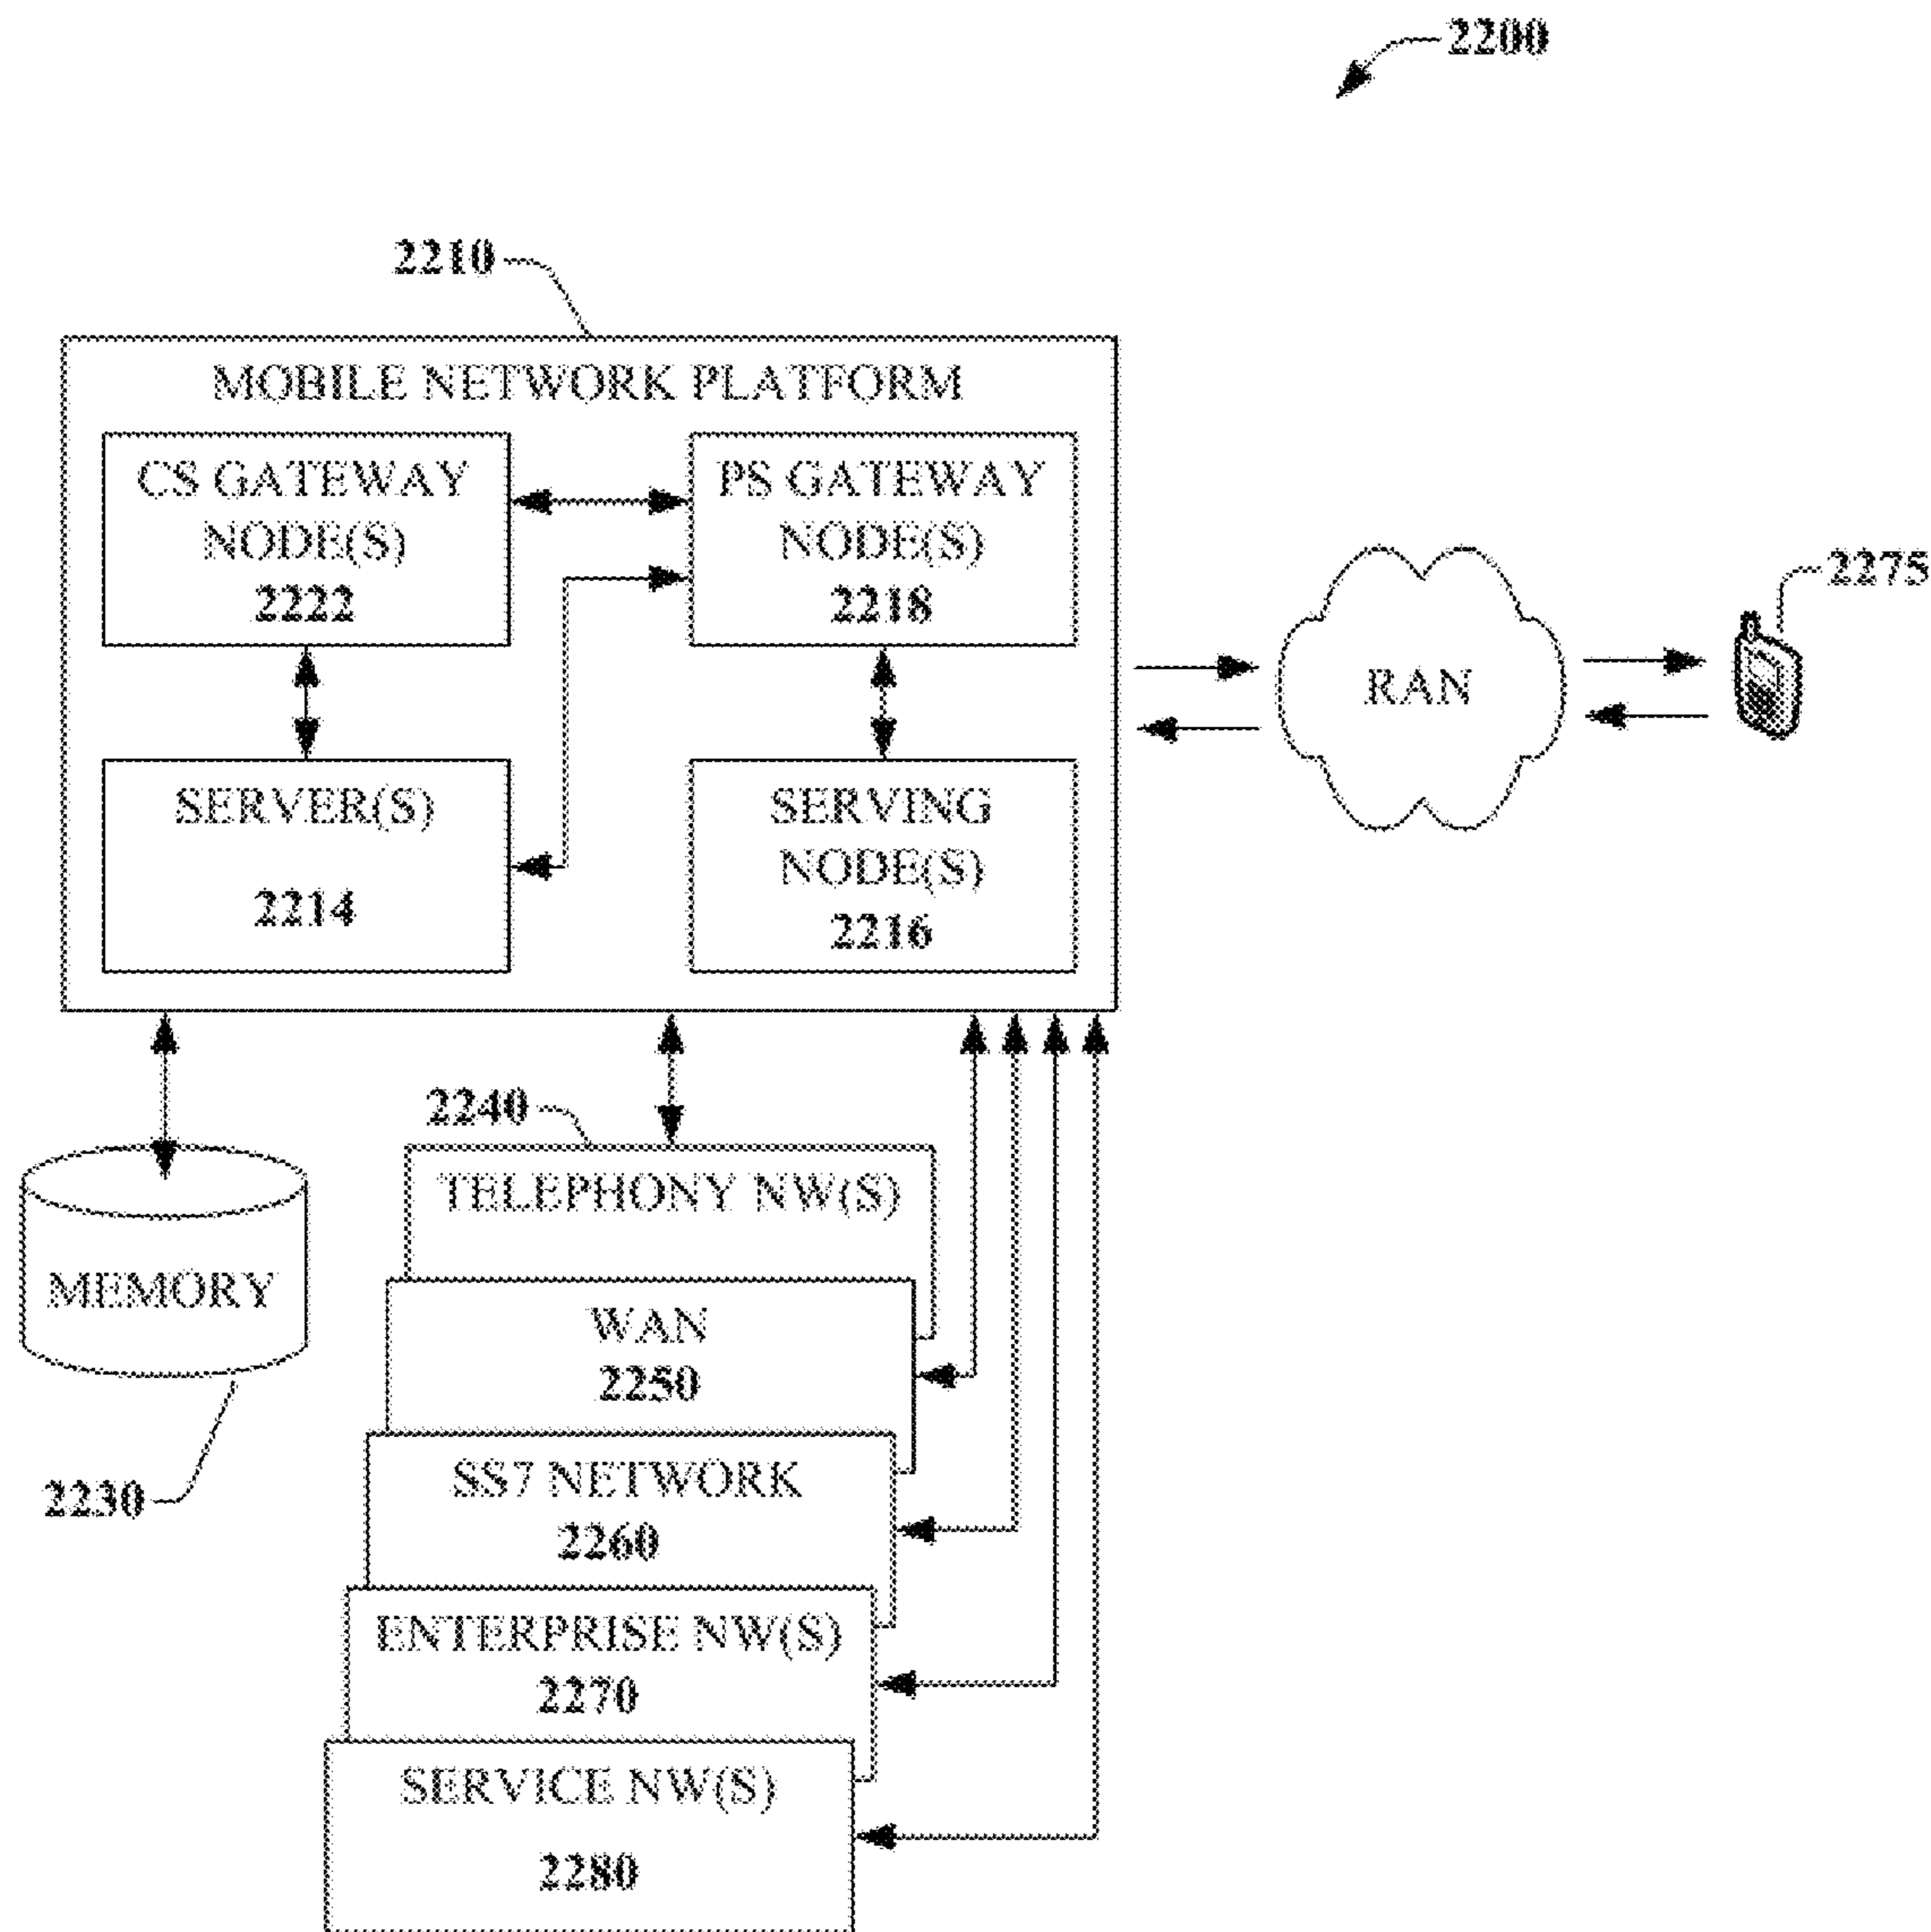 2200
2210
MOBILE NETWORK PLATFORM
CS GATEWAY
NODE(S)
2222
PS GATEWAY
NODE(S)
2218
SERVER(S)
2214
SERVING
NODE(S)
2216
RAN
2275
2240
TELEPHONY NW(S)
MEMORY
2230
WAN
2250
SS7 NETWORK
2260
ENTERPRISE NW(S)
2270
SERVICE NW(S)
2280